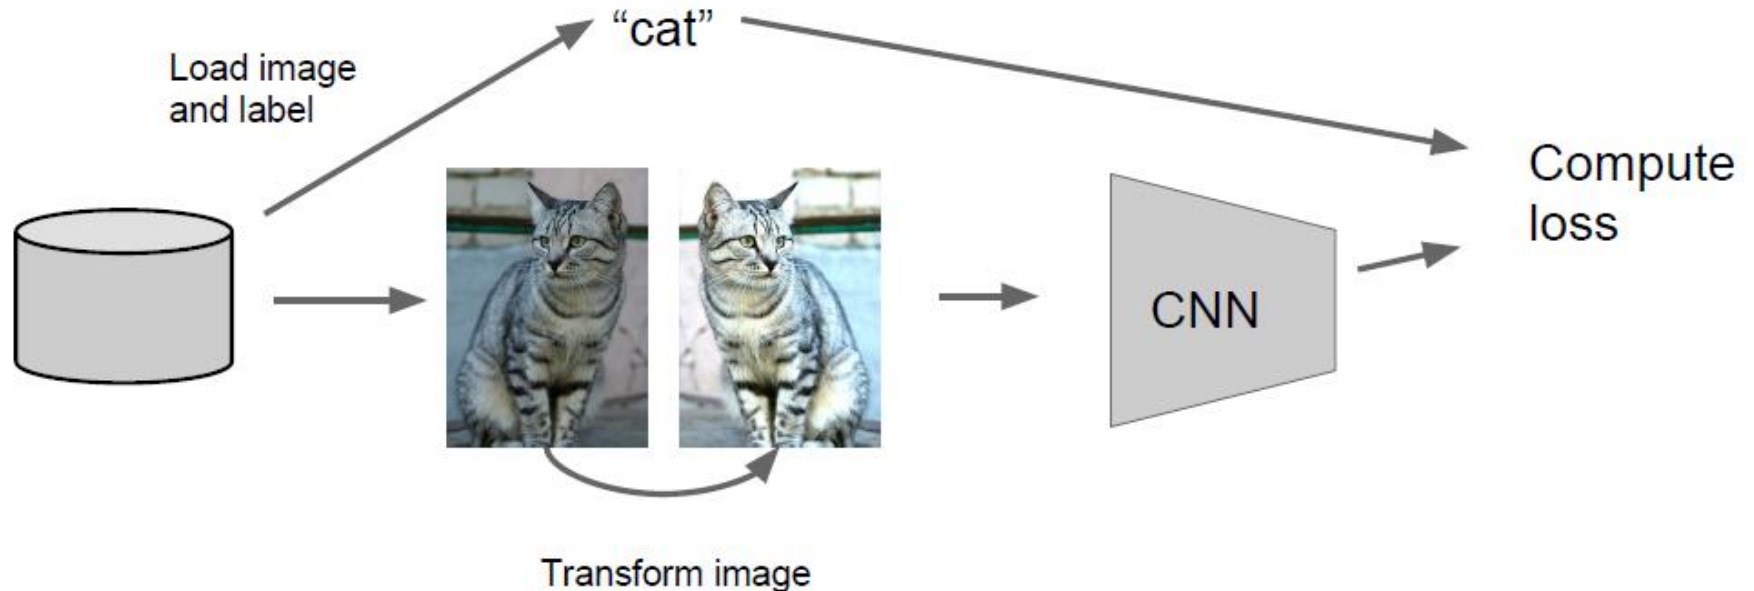 “cat”
Load image
and label
Compute
loss
CNN
Transform image